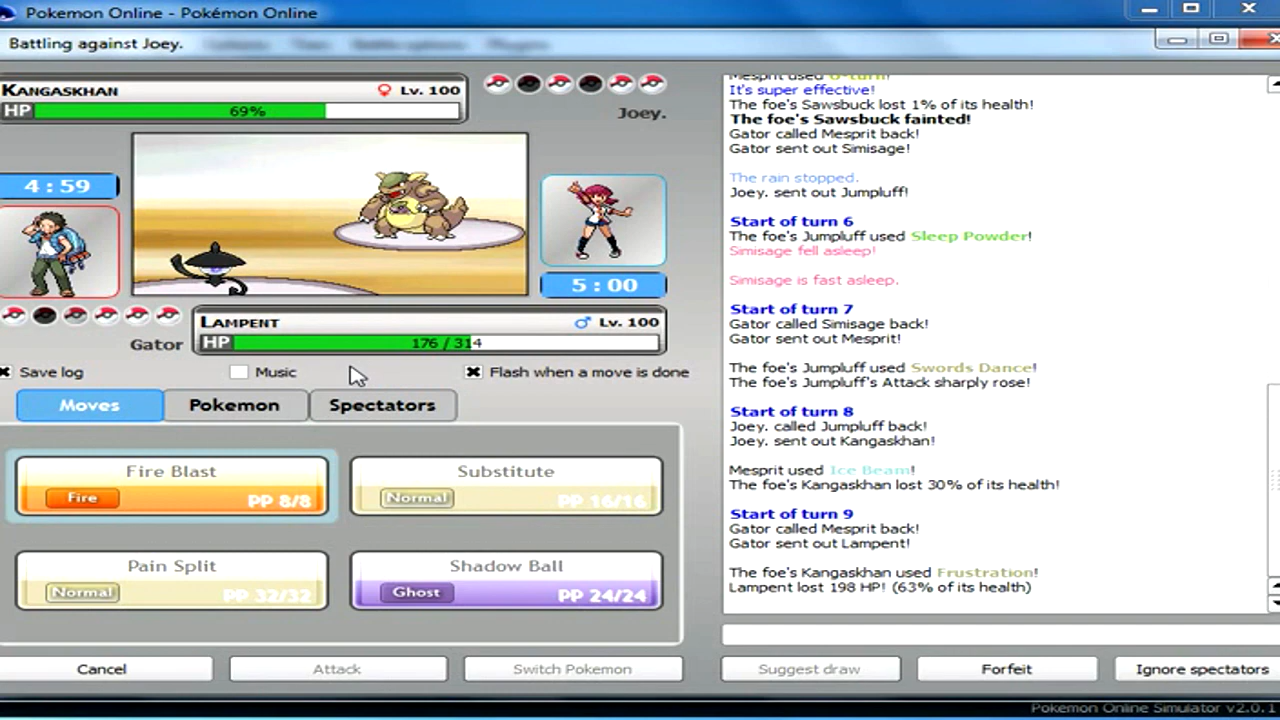 Pokemon Online - Pokémon Online
Battling against Joey.
KANGASKHAN ♀ Lv. 100
HP 69%
Joey.
4:59
5:00
LAMPENT ♂ Lv. 100
Gator
HP 176 / 314
Save log
Music
Flash when a move is done
Moves
Pokemon
Spectators
Fire Blast
Fire PP 8/8
Substitute
Normal PP 16/16
Pain Split
Normal PP 32/32
Shadow Ball
Ghost PP 24/24
Cancel
Attack
Switch Pokemon
Mesprit used U-turn!
It's super effective!
The foe's Sawsbuck lost 1% of its health!
The foe's Sawsbuck fainted!
Gator called Mesprit back!
Gator sent out Simisage!
The rain stopped.
Joey. sent out Jumpluff!
Start of turn 6
The foe's Jumpluff used Sleep Powder!
Simisage fell asleep!
Simisage is fast asleep.
Start of turn 7
Gator called Simisage back!
Gator sent out Mesprit!
The foe's Jumpluff used Swords Dance!
The foe's Jumpluff's Attack sharply rose!
Start of turn 8
Joey. called Jumpluff back!
Joey. sent out Kangaskhan!
Mesprit used Ice Beam!
The foe's Kangaskhan lost 30% of its health!
Start of turn 9
Gator called Mesprit back!
Gator sent out Lampent!
The foe's Kangaskhan used Frustration!
Lampent lost 198 HP! (63% of its health)
Suggest draw
Forfeit
Ignore spectators
Pokemon Online Simulator v2.0.1